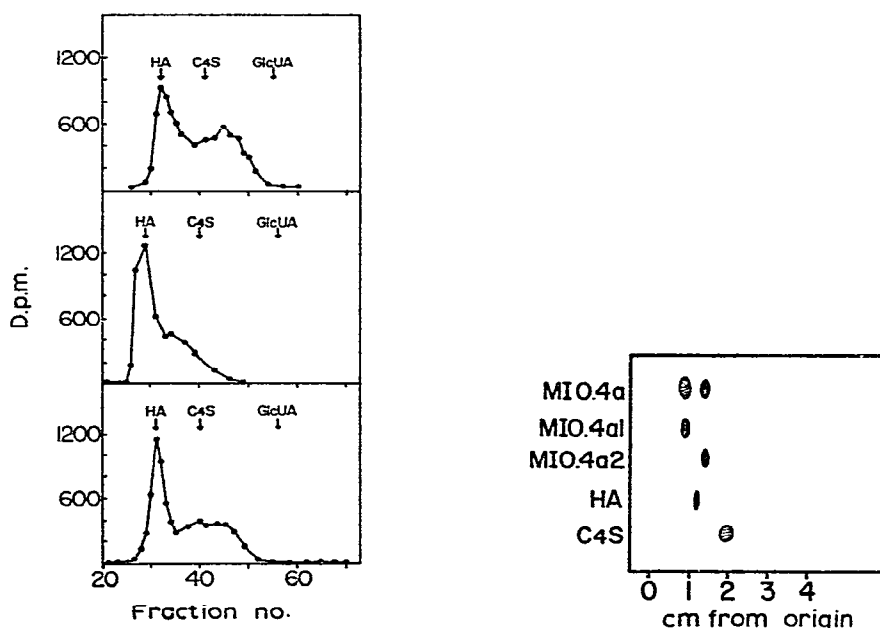 1200
HA
C4S
GlcUA
600
HA
C4S
GlcUA
1200
600
D.p.m.
HA
C4S
GlcUA
1200
600
20
40
60
Fraction no.
MI0.4a
MI0.4a1
MI0.4a2
HA
C4S
0 1 2 3 4
cm from origin